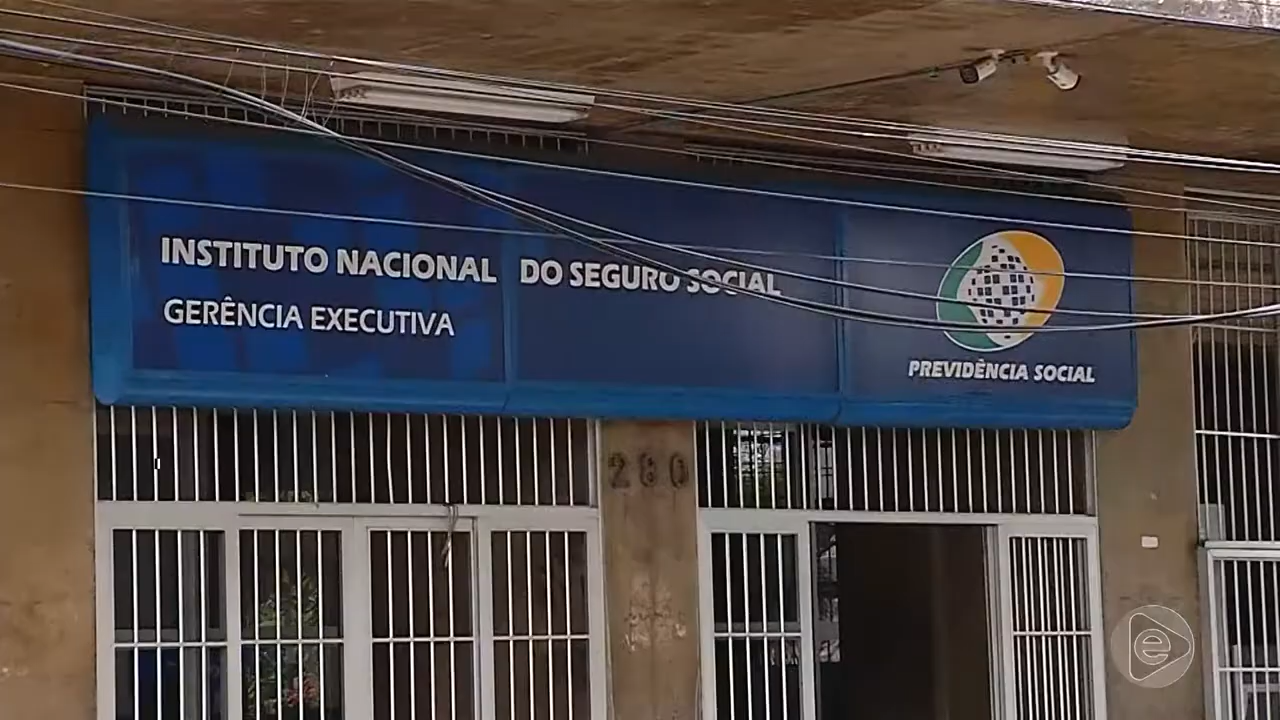 INSTITUTO NACIONAL DO SEGURO SOCIAL
GERÊNCIA EXECUTIVA
PREVIDÊNCIA SOCIAL
280
e